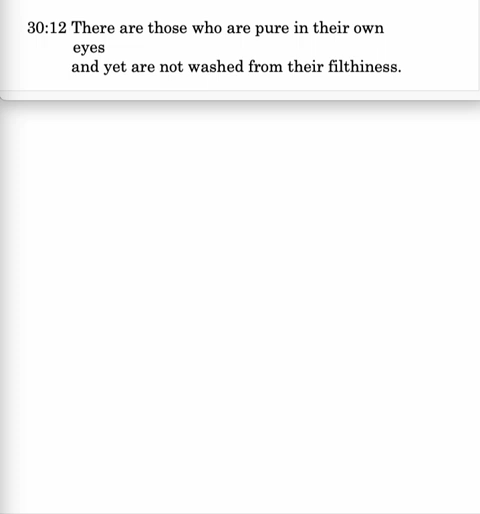 30:12 There are those who are pure in their own
eyes
and yet are not washed from their filthiness.